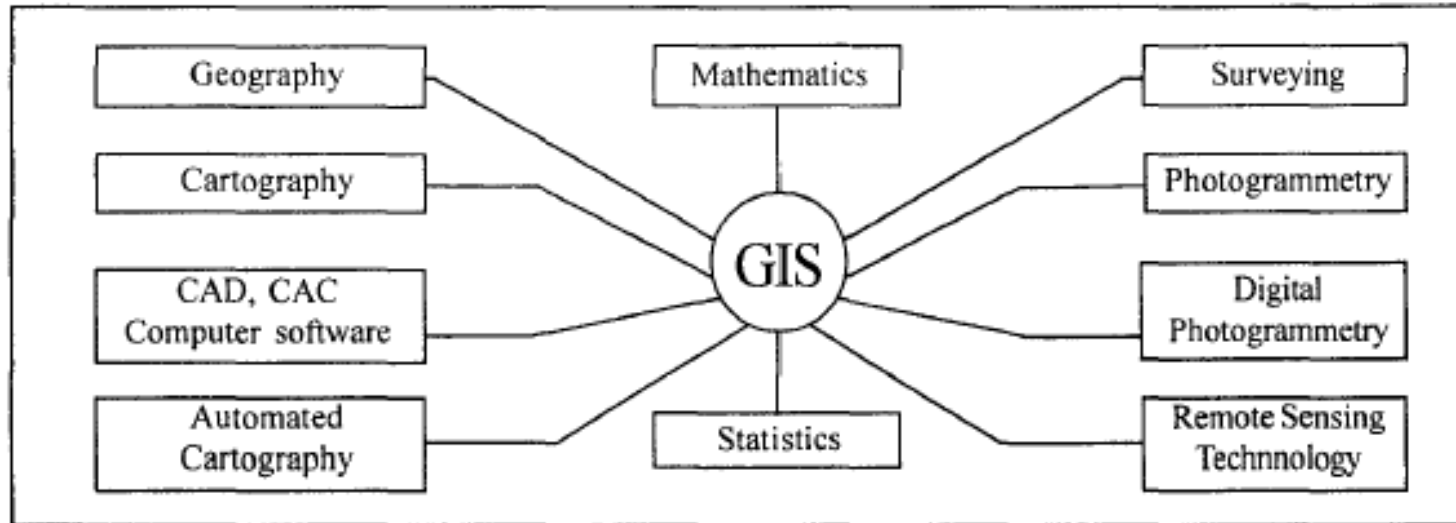 Geography
Mathematics
Surveying
Cartography
Photogrammetry
GIS
CAD, CAC
Computer software
Digital
Photogrammetry
Automated
Cartography
Statistics
Remote Sensing
Technnology